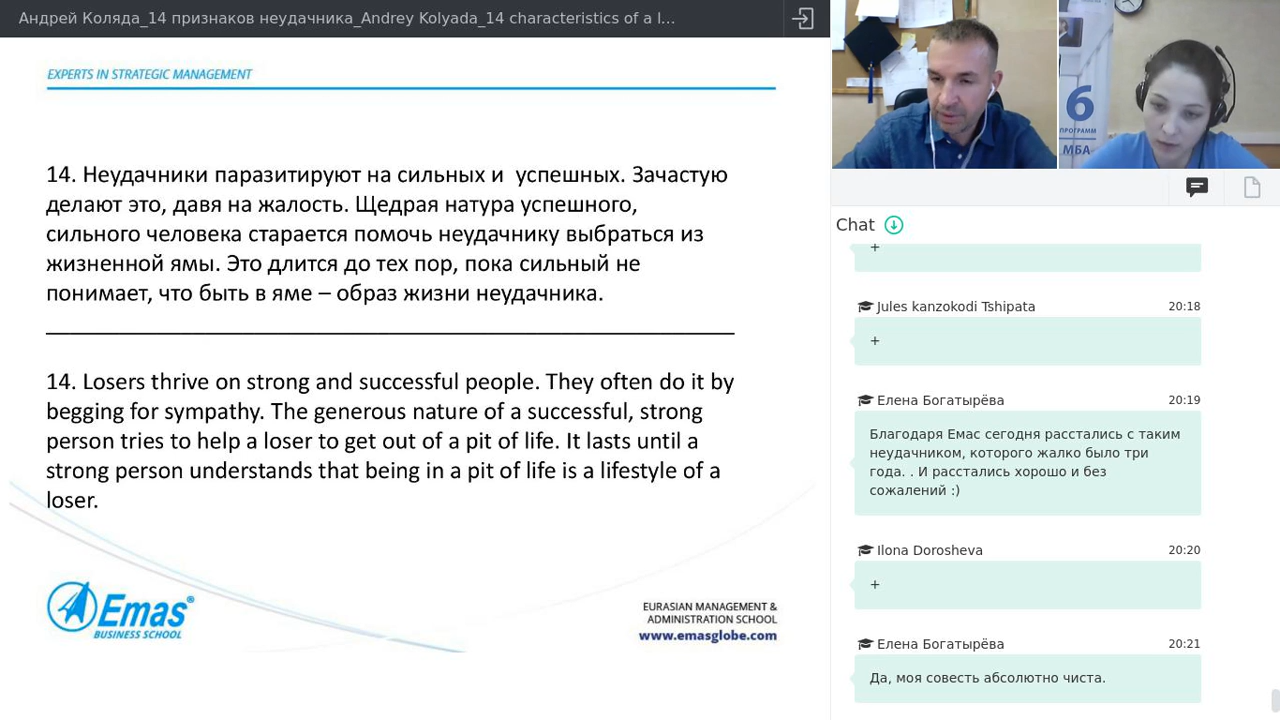 Андрей Коляда_14 признаков неудачника_Andrey Kolyada_14 characteristics of a l...
EXPERTS IN STRATEGIC MANAGEMENT
14. Неудачники паразитируют на сильных и успешных. Зачастую
делают это, давя на жалость. Щедрая натура успешного,
сильного человека старается помочь неудачнику выбраться из
жизненной ямы. Это длится до тех пор, пока сильный не
понимает, что быть в яме – образ жизни неудачника.
14. Losers thrive on strong and successful people. They often do it by
begging for sympathy. The generous nature of a successful, strong
person tries to help a loser to get out of a pit of life. It lasts until a
strong person understands that being in a pit of life is a lifestyle of a
loser.
Emas®
BUSINESS SCHOOL
EURASIAN MANAGEMENT &
ADMINISTRATION SCHOOL
www.emasglobe.com
6
ПРОГРАММ
МБА
Chat
+
Jules kanzokodi Tshipata 20:18
+
Елена Богатырёва 20:19
Благодаря Емас сегодня расстались с таким
неудачником, которого жалко было три
года. . И расстались хорошо и без
сожалений :)
Ilona Dorosheva 20:20
+
Елена Богатырёва 20:21
Да, моя совесть абсолютно чиста.